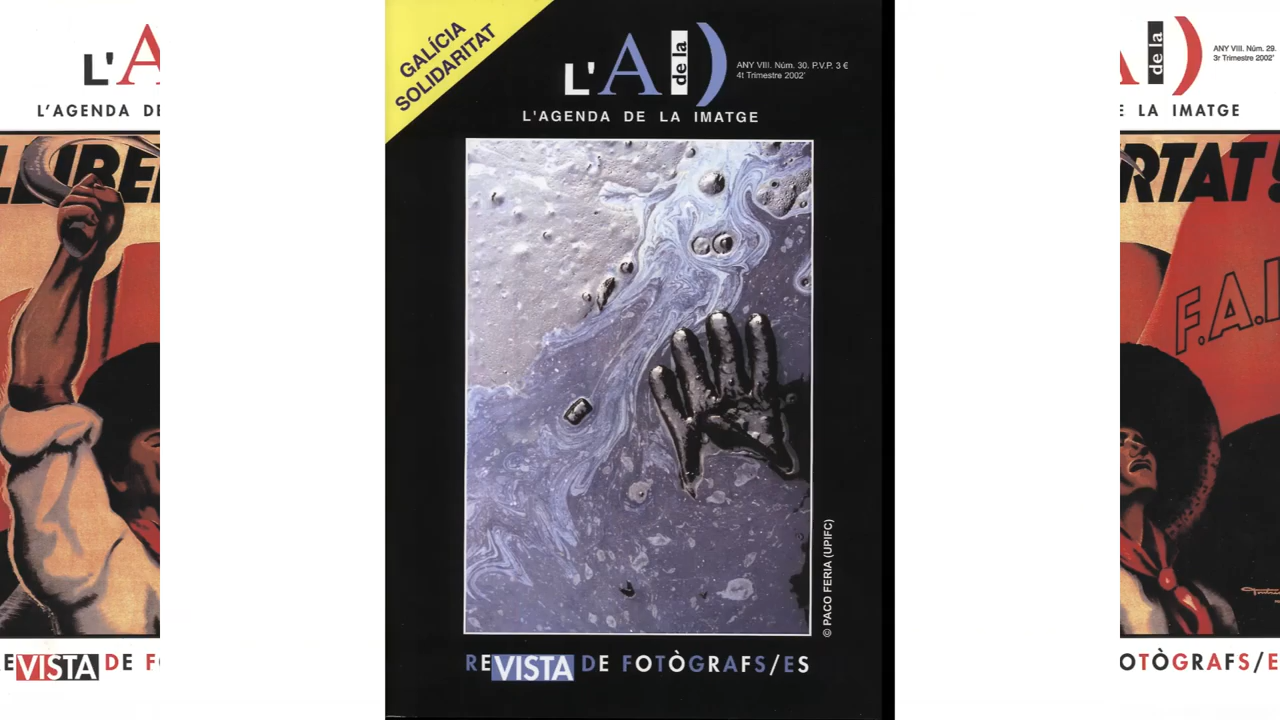 L'A
L'AGENDA DE
LLIBE
EVISTA DE F
GALÍCIA
SOLIDARITAT
L'A de la )
ANY VIII. Núm. 30. P.V.P. 3 €
4t Trimestre 2002'
L'AGENDA DE LA IMATGE
© PACO FERIA (UPIFC)
REVISTA DE FOTÒGRAFS/ES
de la )
ANY VIII. Núm. 29.
3r Trimestre 2002'
E LA IMATGE
RTAT
F.A.I
OTÒGRAFS/E